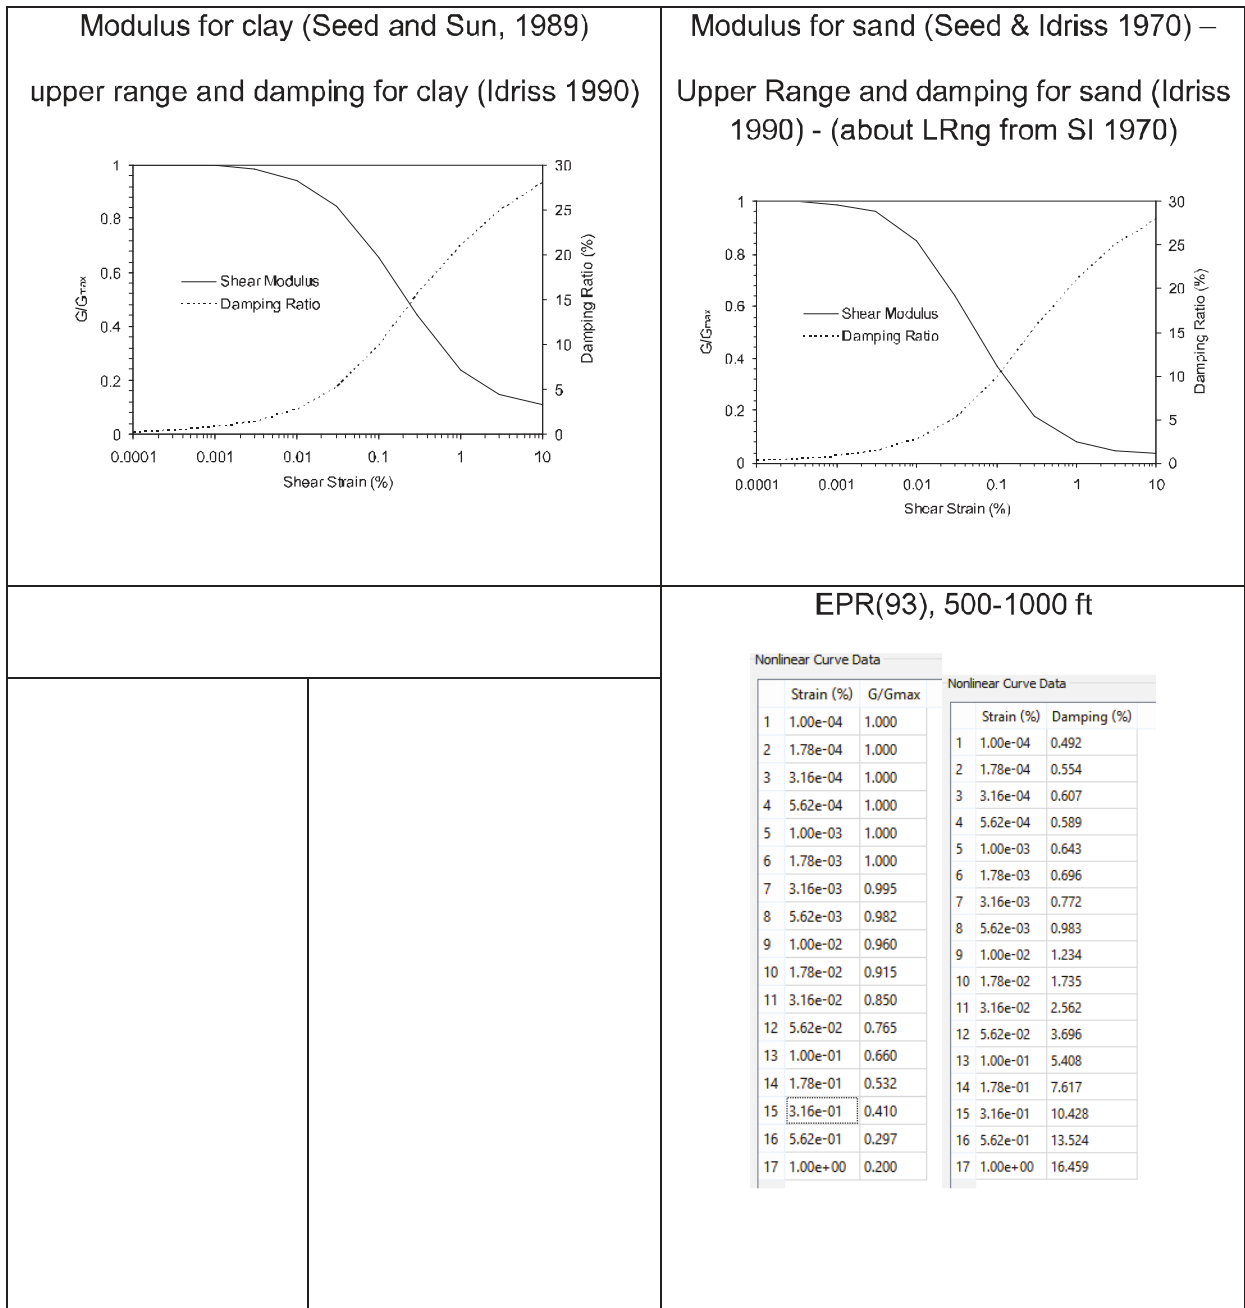 Modulus for clay (Seed and Sun, 1989)
upper range and damping for clay (Idriss 1990)
1
0.8
0.6
0.4
0.2
0
G/Gmax
Shear Modulus
Damping Ratio
30
25
20
15
10
5
0
Damping Ratio (%)
0.0001 0.001 0.01 0.1 1 10
Shear Strain (%)
Modulus for sand (Seed & Idriss 1970) –
Upper Range and damping for sand (Idriss
1990) - (about LRng from SI 1970)
1
0.8
0.6
0.4
0.2
0
G/Gmax
Shear Modulus
Damping Ratio
30
25
20
15
10
5
0
Damping Ratio (%)
0.0001 0.001 0.01 0.1 1 10
Shear Strain (%)
EPR(93), 500-1000 ft
Nonlinear Curve Data
Strain (%) G/Gmax
1 1.00e-04 1.000
2 1.78e-04 1.000
3 3.16e-04 1.000
4 5.62e-04 1.000
5 1.00e-03 1.000
6 1.78e-03 1.000
7 3.16e-03 0.995
8 5.62e-03 0.982
9 1.00e-02 0.960
10 1.78e-02 0.915
11 3.16e-02 0.850
12 5.62e-02 0.765
13 1.00e-01 0.660
14 1.78e-01 0.532
15 3.16e-01 0.410
16 5.62e-01 0.297
17 1.00e+00 0.200
Nonlinear Curve Data
Strain (%) Damping (%)
1 1.00e-04 0.492
2 1.78e-04 0.554
3 3.16e-04 0.607
4 5.62e-04 0.589
5 1.00e-03 0.643
6 1.78e-03 0.696
7 3.16e-03 0.772
8 5.62e-03 0.983
9 1.00e-02 1.234
10 1.78e-02 1.735
11 3.16e-02 2.562
12 5.62e-02 3.696
13 1.00e-01 5.408
14 1.78e-01 7.617
15 3.16e-01 10.428
16 5.62e-01 13.524
17 1.00e+00 16.459